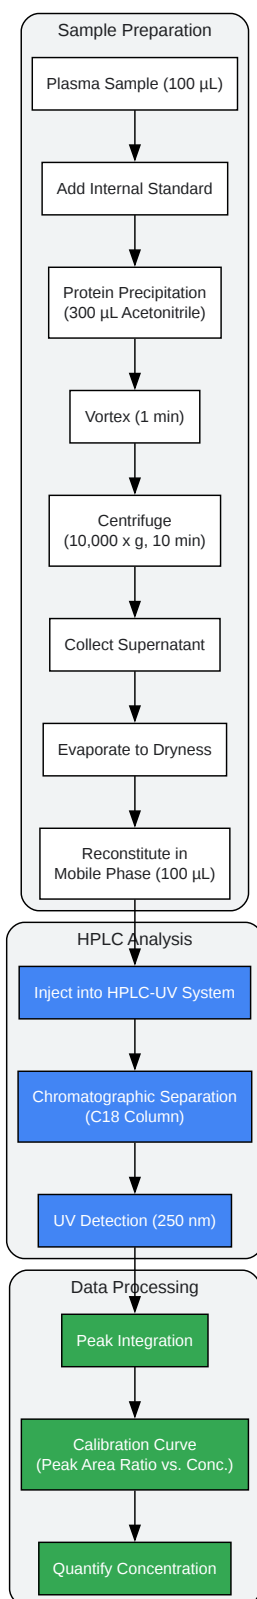 Sample Preparation
Plasma Sample (100 µL)
Add Internal Standard
Protein Precipitation
(300 µL Acetonitrile)
Vortex (1 min)
Centrifuge
(10,000 x g, 10 min)
Collect Supernatant
Evaporate to Dryness
Reconstitute in
Mobile Phase (100 µL)
HPLC Analysis
Inject into HPLC-UV System
Chromatographic Separation
(C18 Column)
UV Detection (250 nm)
Data Processing
Peak Integration
Calibration Curve
(Peak Area Ratio vs. Conc.)
Quantify Concentration